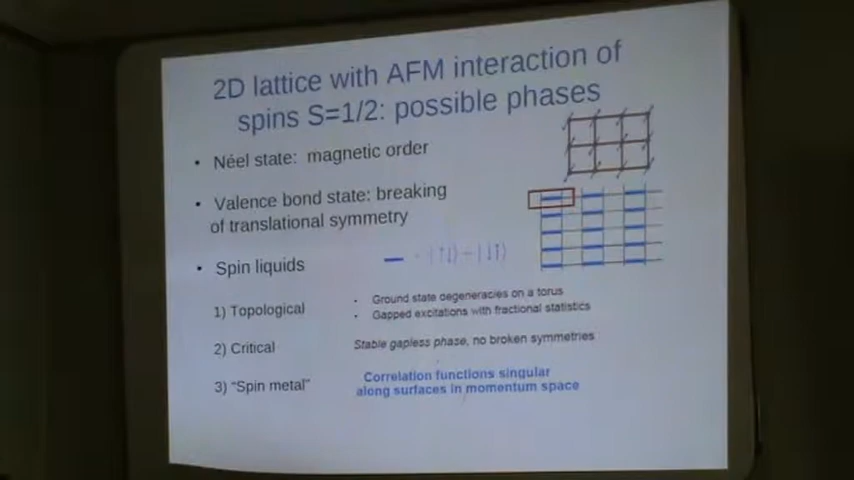 2D lattice with AFM interaction of
spins S=1/2: possible phases
• Néel state: magnetic order
• Valence bond state: breaking
of translational symmetry
• Spin liquids
= |↑↓⟩ − |↓↑⟩
1) Topological
• Ground state degeneracies on a torus
• Gapped excitations with fractional statistics
2) Critical
Stable gapless phase, no broken symmetries
3) "Spin metal"
Correlation functions singular
along surfaces in momentum space